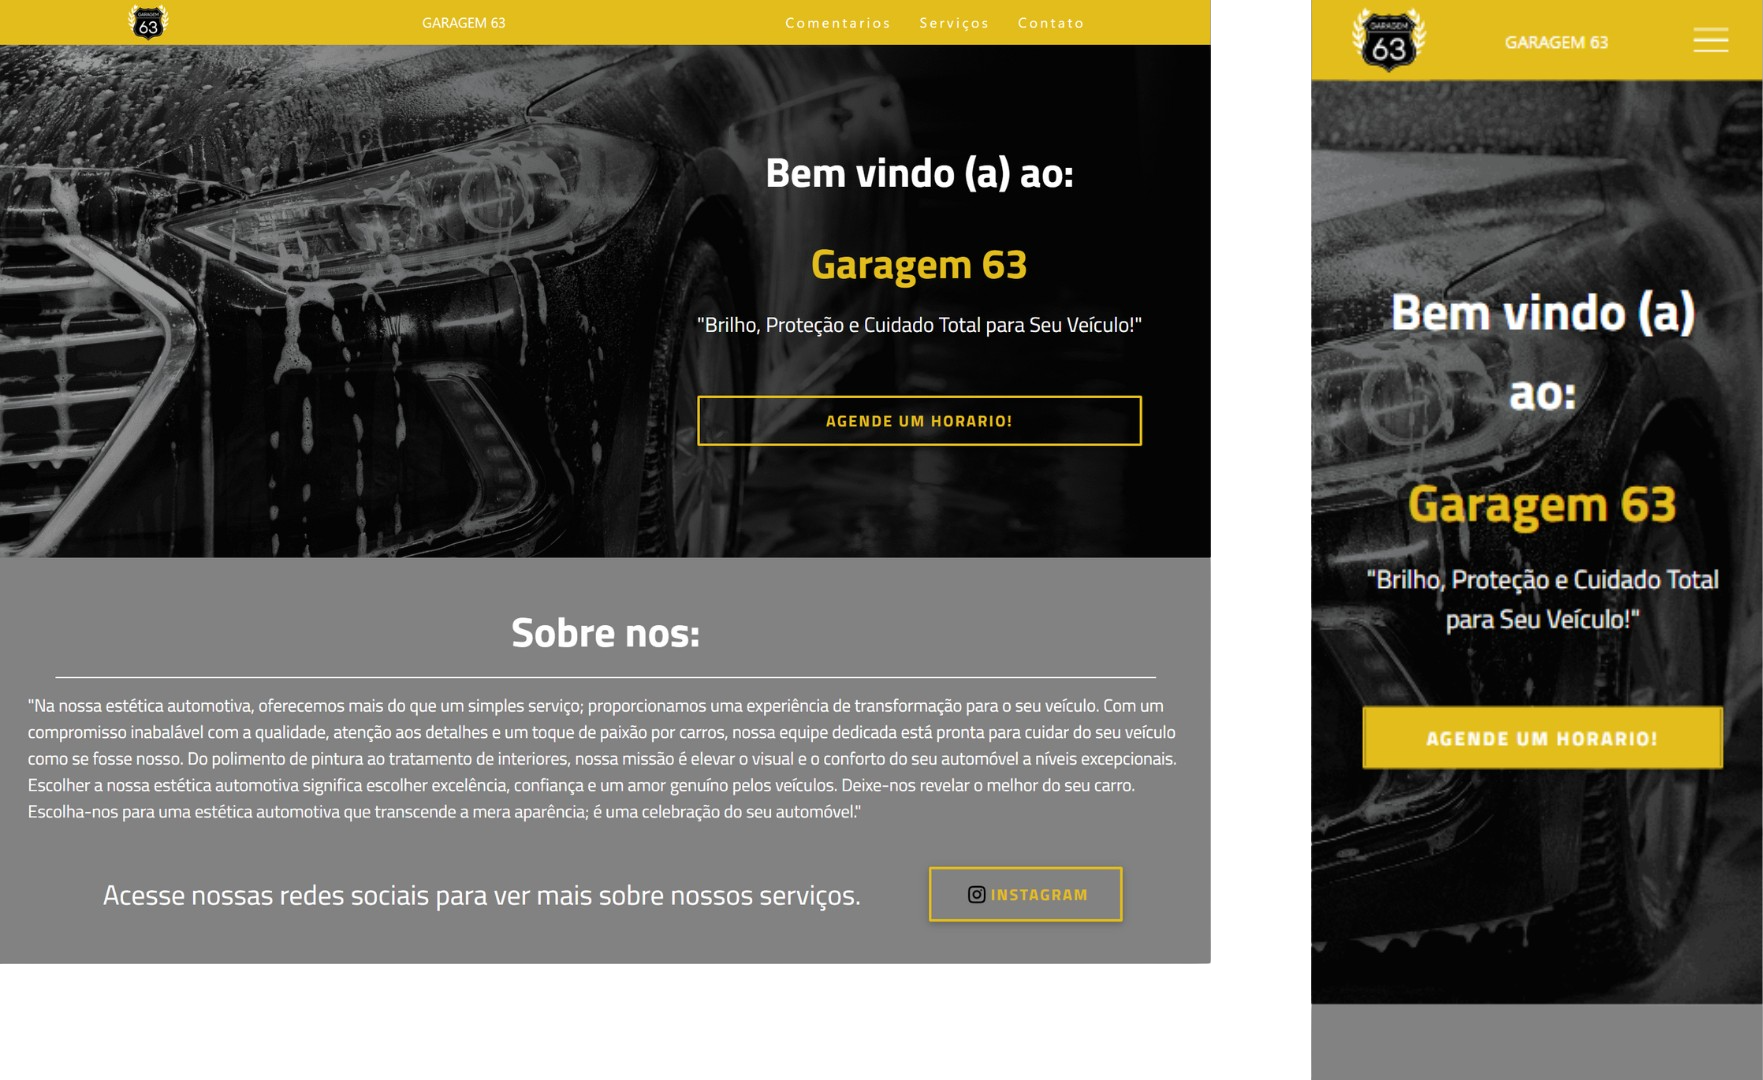 GARAGEM
63
GARAGEM 63
Comentarios Serviços Contato
Bem vindo (a) ao:
Garagem 63
"Brilho, Proteção e Cuidado Total para Seu Veículo!"
AGENDE UM HORARIO!
Sobre nos:
"Na nossa estética automotiva, oferecemos mais do que um simples serviço; proporcionamos uma experiência de transformação para o seu veículo. Com um
compromisso inabalável com a qualidade, atenção aos detalhes e um toque de paixão por carros, nossa equipe dedicada está pronta para cuidar do seu veículo
como se fosse nosso. Do polimento de pintura ao tratamento de interiores, nossa missão é elevar o visual e o conforto do seu automóvel a níveis excepcionais.
Escolher a nossa estética automotiva significa escolher excelência, confiança e um amor genuíno pelos veículos. Deixe-nos revelar o melhor do seu carro.
Escolha-nos para uma estética automotiva que transcende a mera aparência; é uma celebração do seu automóvel."
Acesse nossas redes sociais para ver mais sobre nossos serviços.
INSTAGRAM
GARAGEM
63
GARAGEM 63
Bem vindo (a)
ao:
Garagem 63
"Brilho, Proteção e Cuidado Total
para Seu Veículo!"
AGENDE UM HORARIO!